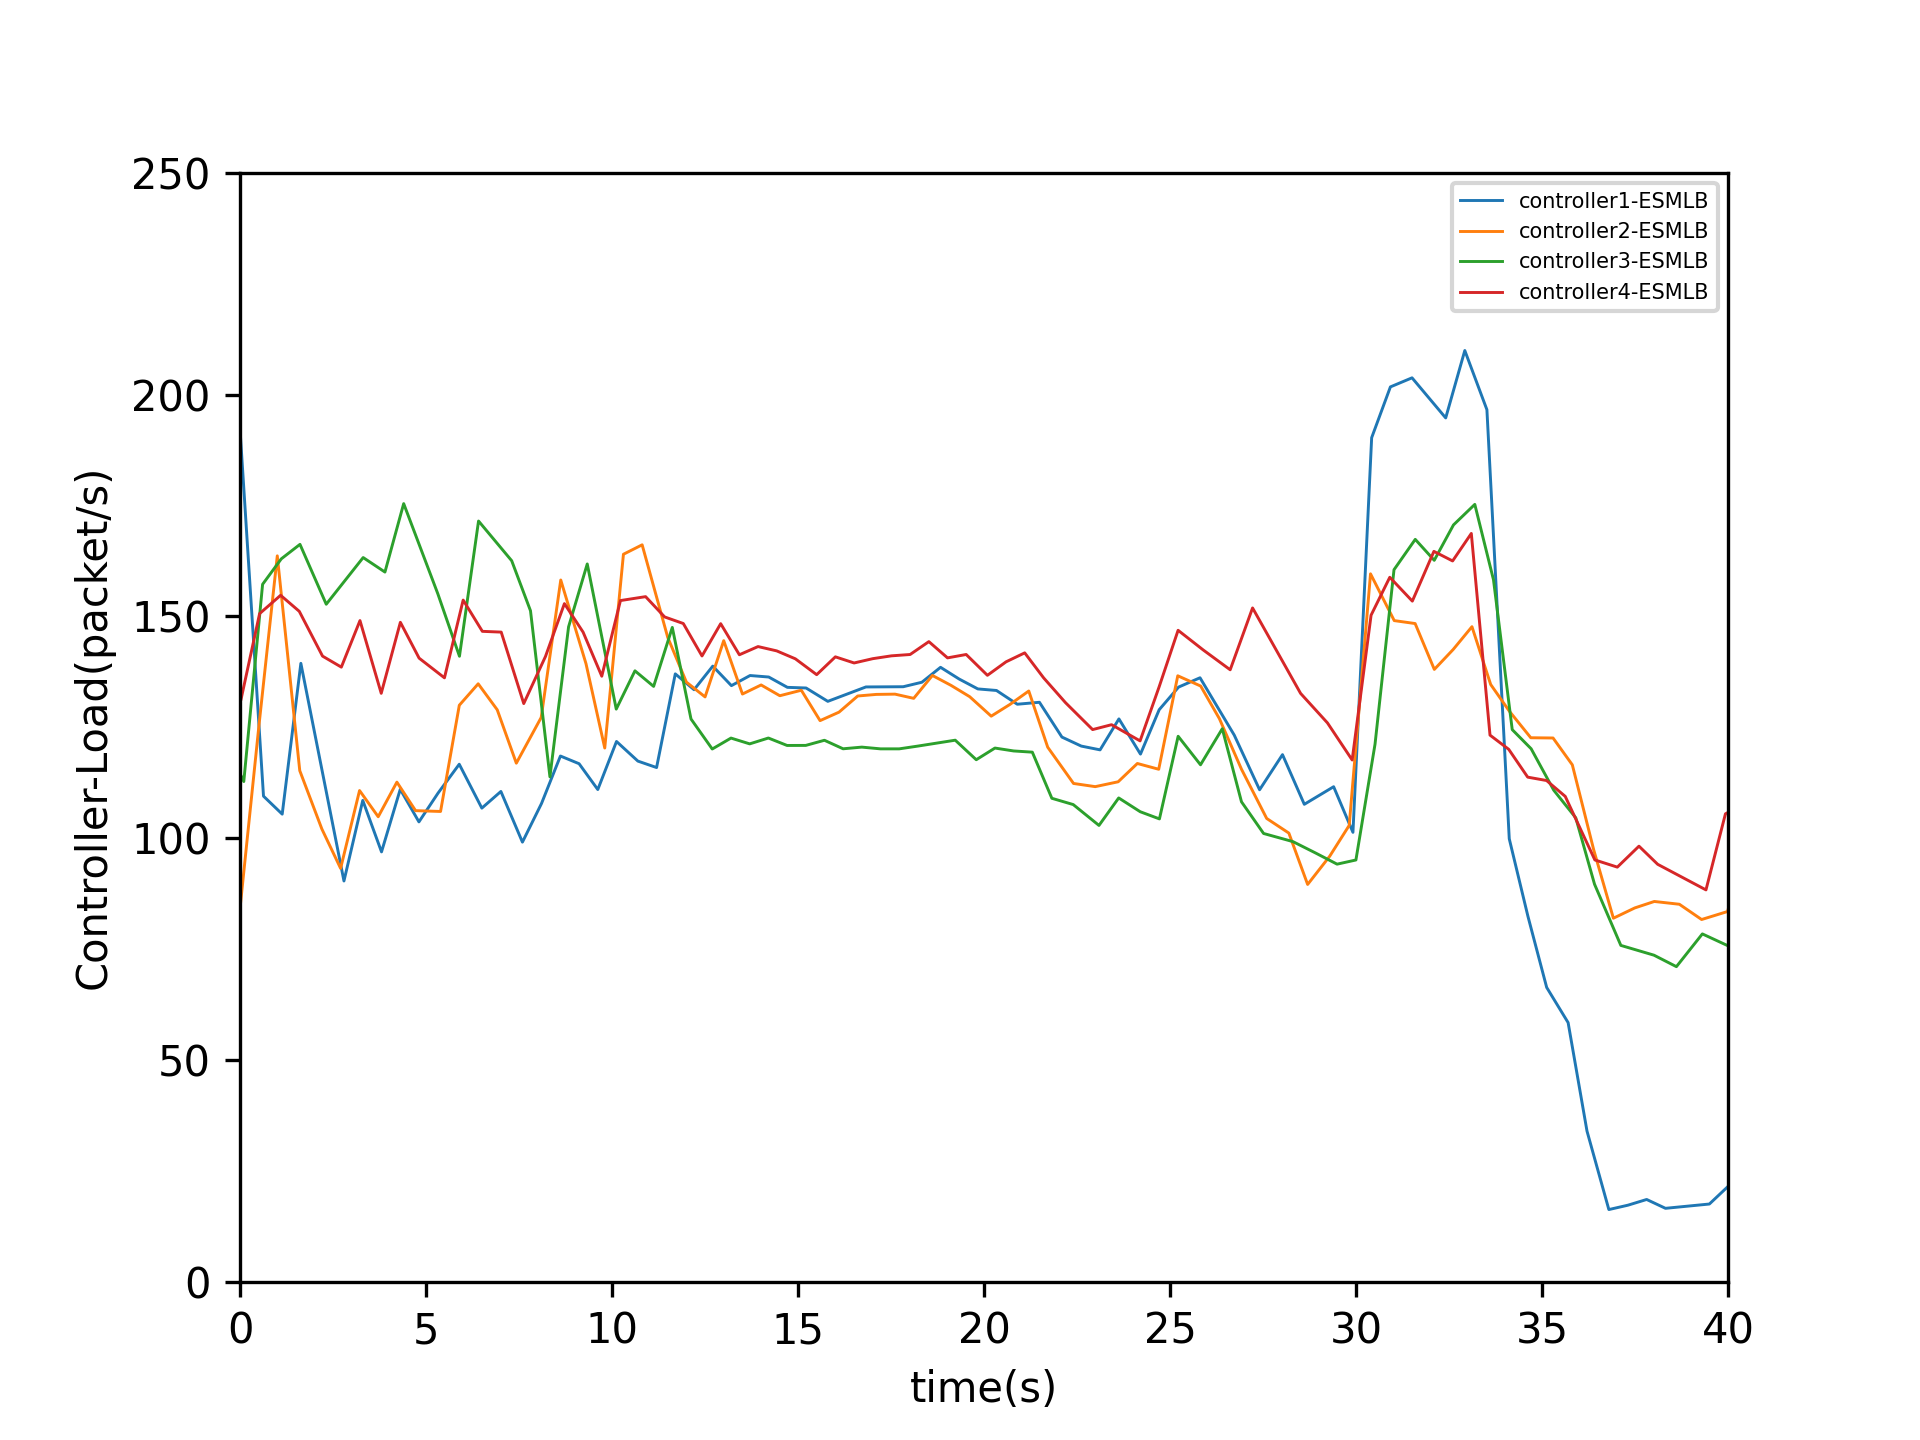 250
200
150
100
50
0
Controller-Load(packet/s)
controller1-ESMLB
controller2-ESMLB
controller3-ESMLB
controller4-ESMLB
0 5 10 15 20 25 30 35 40
time(s)